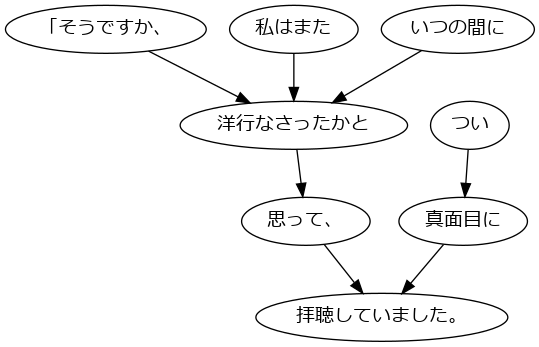 「そうですか、
私はまた
いつの間に
洋行なさったかと
つい
思って、
真面目に
拝聴していました。